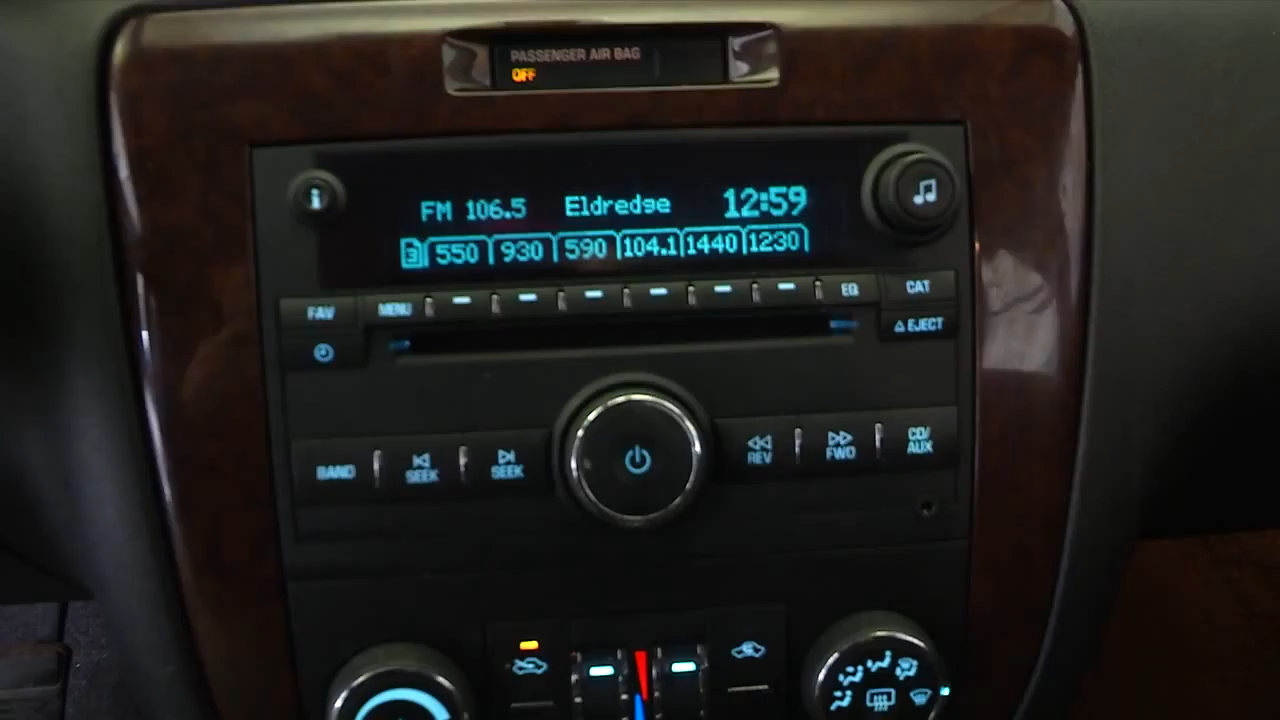 PASSENGER AIR BAG
OFF
i
FM 106.5 Eldredge 12:59
3 550 930 590 104.1 1440 1230
FAV MENU EQ CAT
EJECT
BAND SEEK SEEK REV FWD CD/
AUX